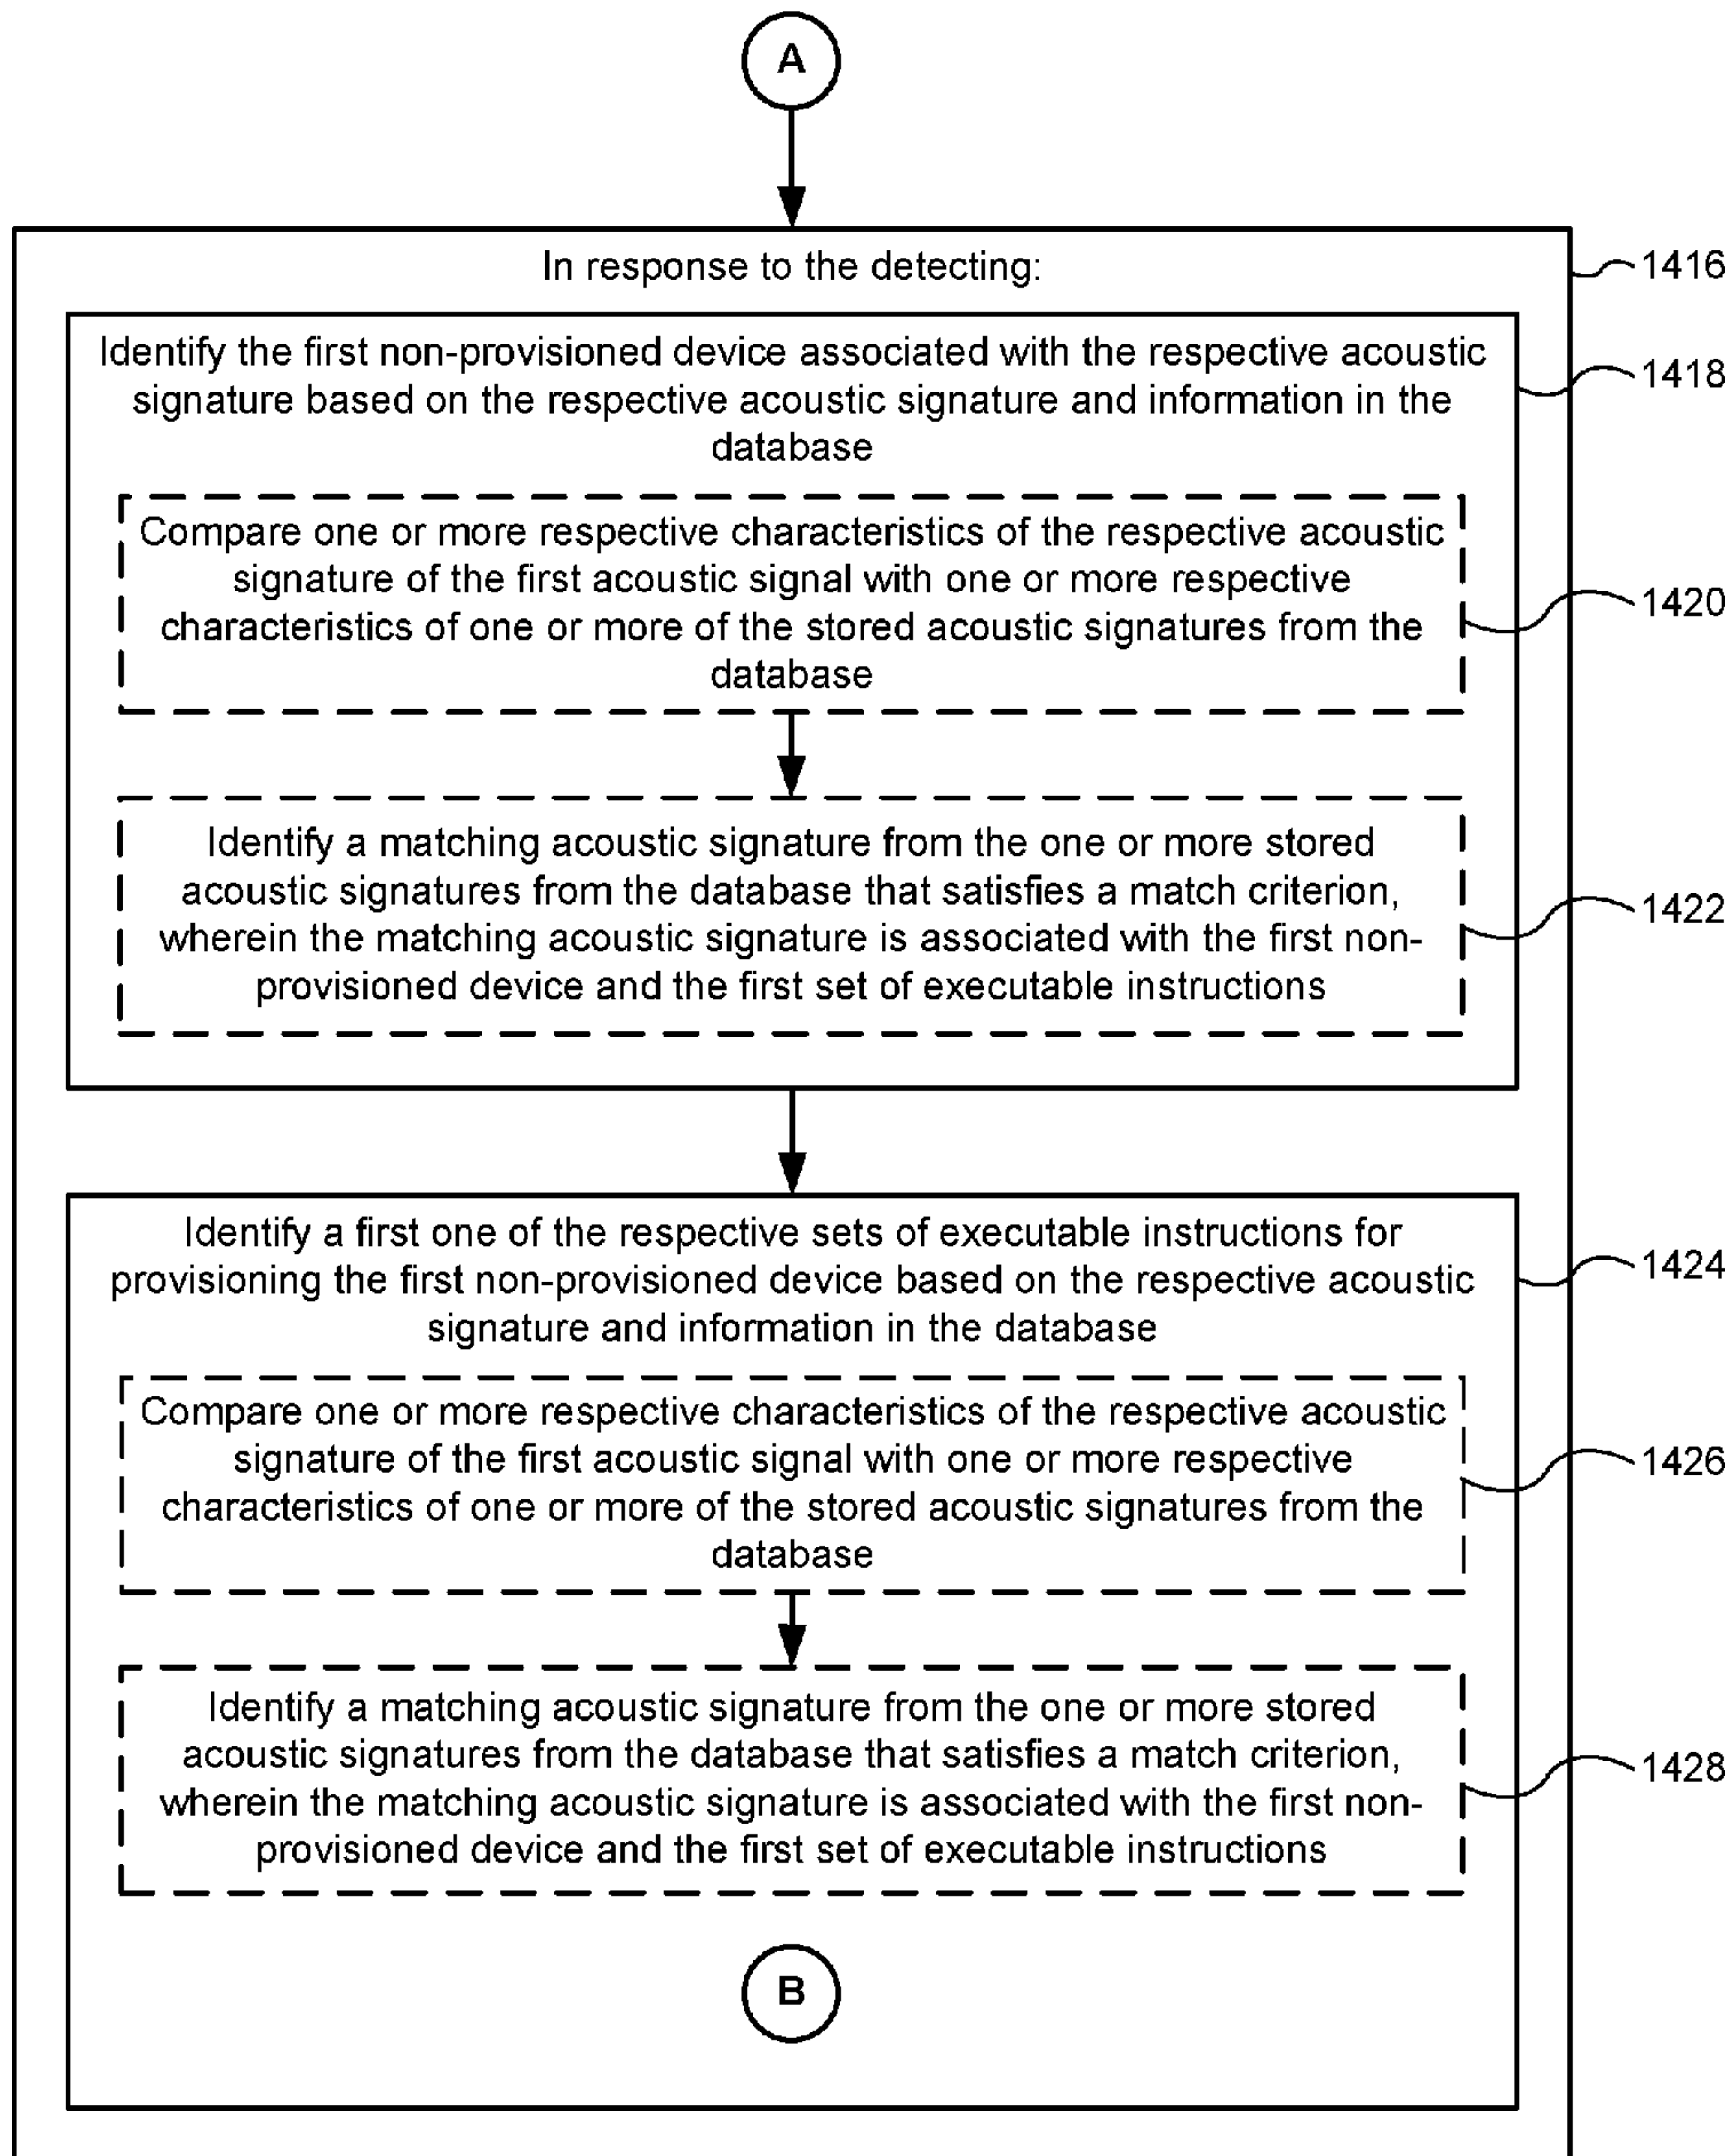 A
In response to the detecting:
1416
Identify the first non-provisioned device associated with the respective acoustic
signature based on the respective acoustic signature and information in the
database
1418
Compare one or more respective characteristics of the respective acoustic
signature of the first acoustic signal with one or more respective
characteristics of one or more of the stored acoustic signatures from the
database
1420
Identify a matching acoustic signature from the one or more stored
acoustic signatures from the database that satisfies a match criterion,
wherein the matching acoustic signature is associated with the first non-
provisioned device and the first set of executable instructions
1422
Identify a first one of the respective sets of executable instructions for
provisioning the first non-provisioned device based on the respective acoustic
signature and information in the database
1424
Compare one or more respective characteristics of the respective acoustic
signature of the first acoustic signal with one or more respective
characteristics of one or more of the stored acoustic signatures from the
database
1426
Identify a matching acoustic signature from the one or more stored
acoustic signatures from the database that satisfies a match criterion,
wherein the matching acoustic signature is associated with the first non-
provisioned device and the first set of executable instructions
1428
B